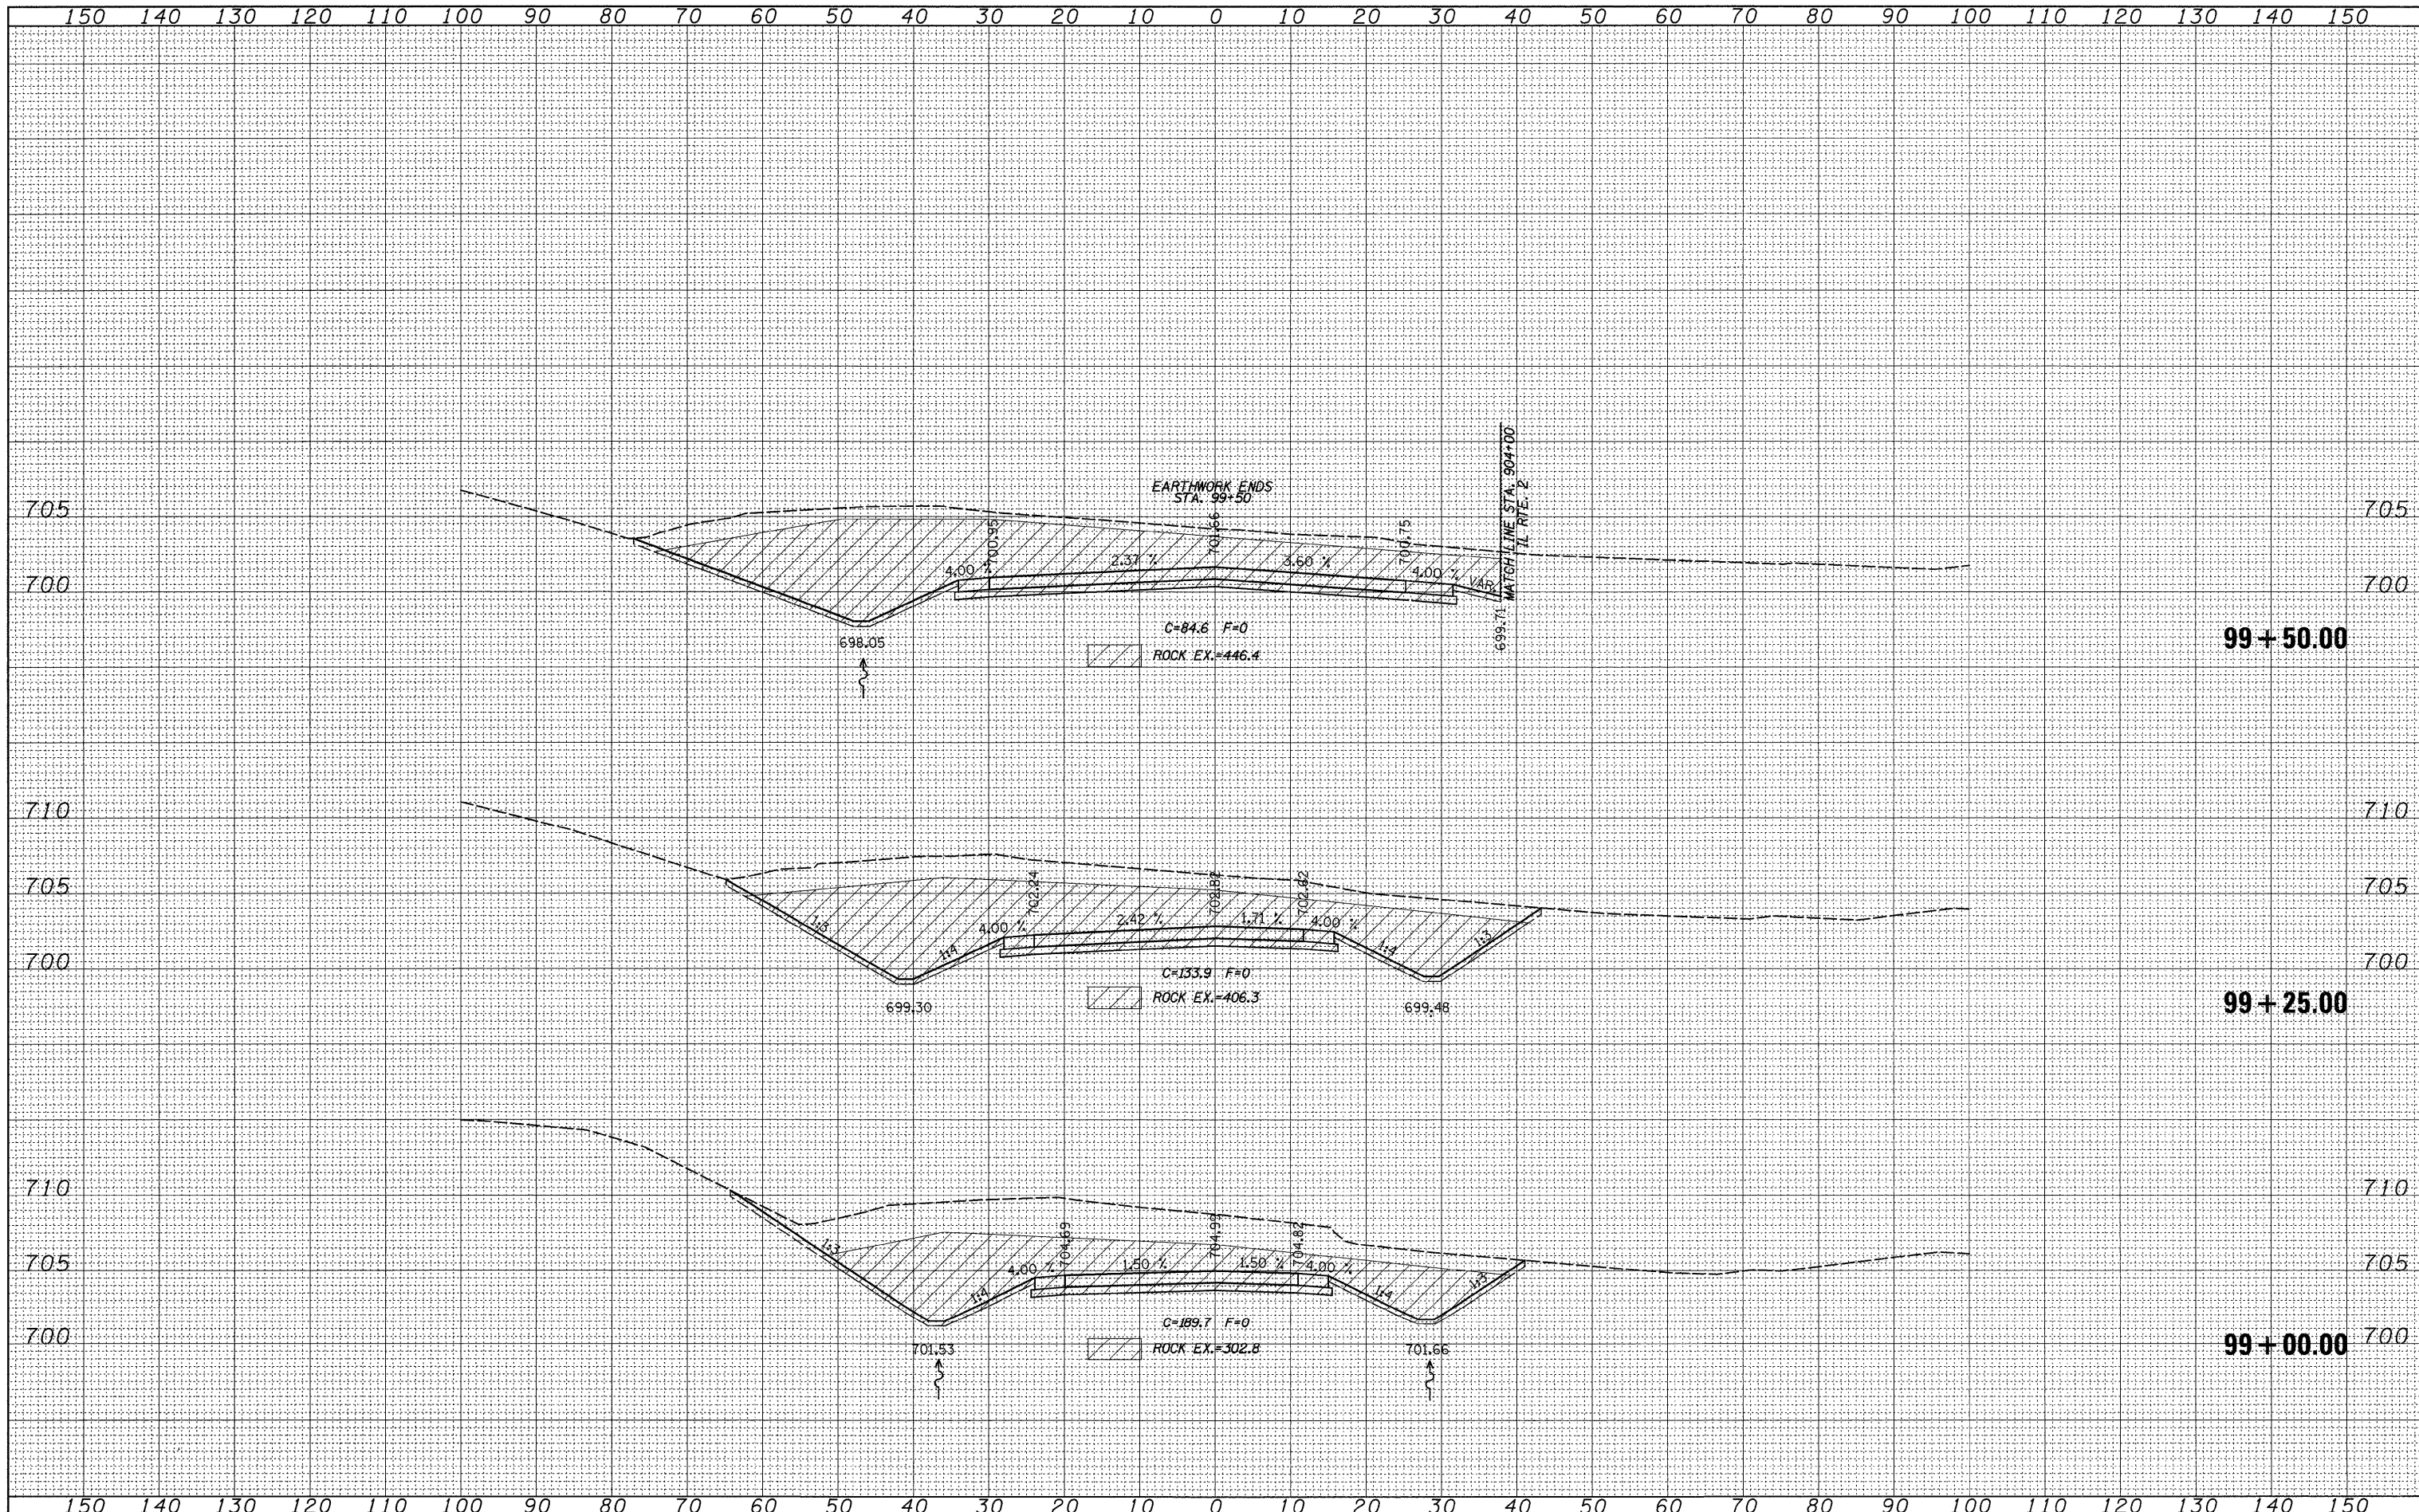 150 140 130 120 110 100 90 80 70 60 50 40 30 20 10 0 10 20 30 40 50 60 70 80 90 100 110 120 130 140 150
MATCH LINE STA. 904+00
IL RTE. 2
EARTHWORK ENDS
STA. 99+50
705 705
700.95 701.66 700.75
4.00 % 2.37 % 3.60 % 4.00 % VAR.
700 700
699.71
C=84.6 F=0
698.05
ROCK EX.=446.4
99+50.00
710 710
705 705
702.24 702.82 702.62
1:3 4.00 % 2.42 % 1.71 % 4.00 %
1:4 1:4 1:3
700 700
C=133.9 F=0
ROCK EX.=406.3
699.30 699.48
99+25.00
710 710
704.69 704.99 704.82
1:3
705 705
4.00 % 1.50 % 1.50 % 4.00 %
1:4 1:4 1:3
C=189.7 F=0
700 700
701.53 701.66
ROCK EX.=302.8
99+00.00
150 140 130 120 110 100 90 80 70 60 50 40 30 20 10 0 10 20 30 40 50 60 70 80 90 100 110 120 130 140 150